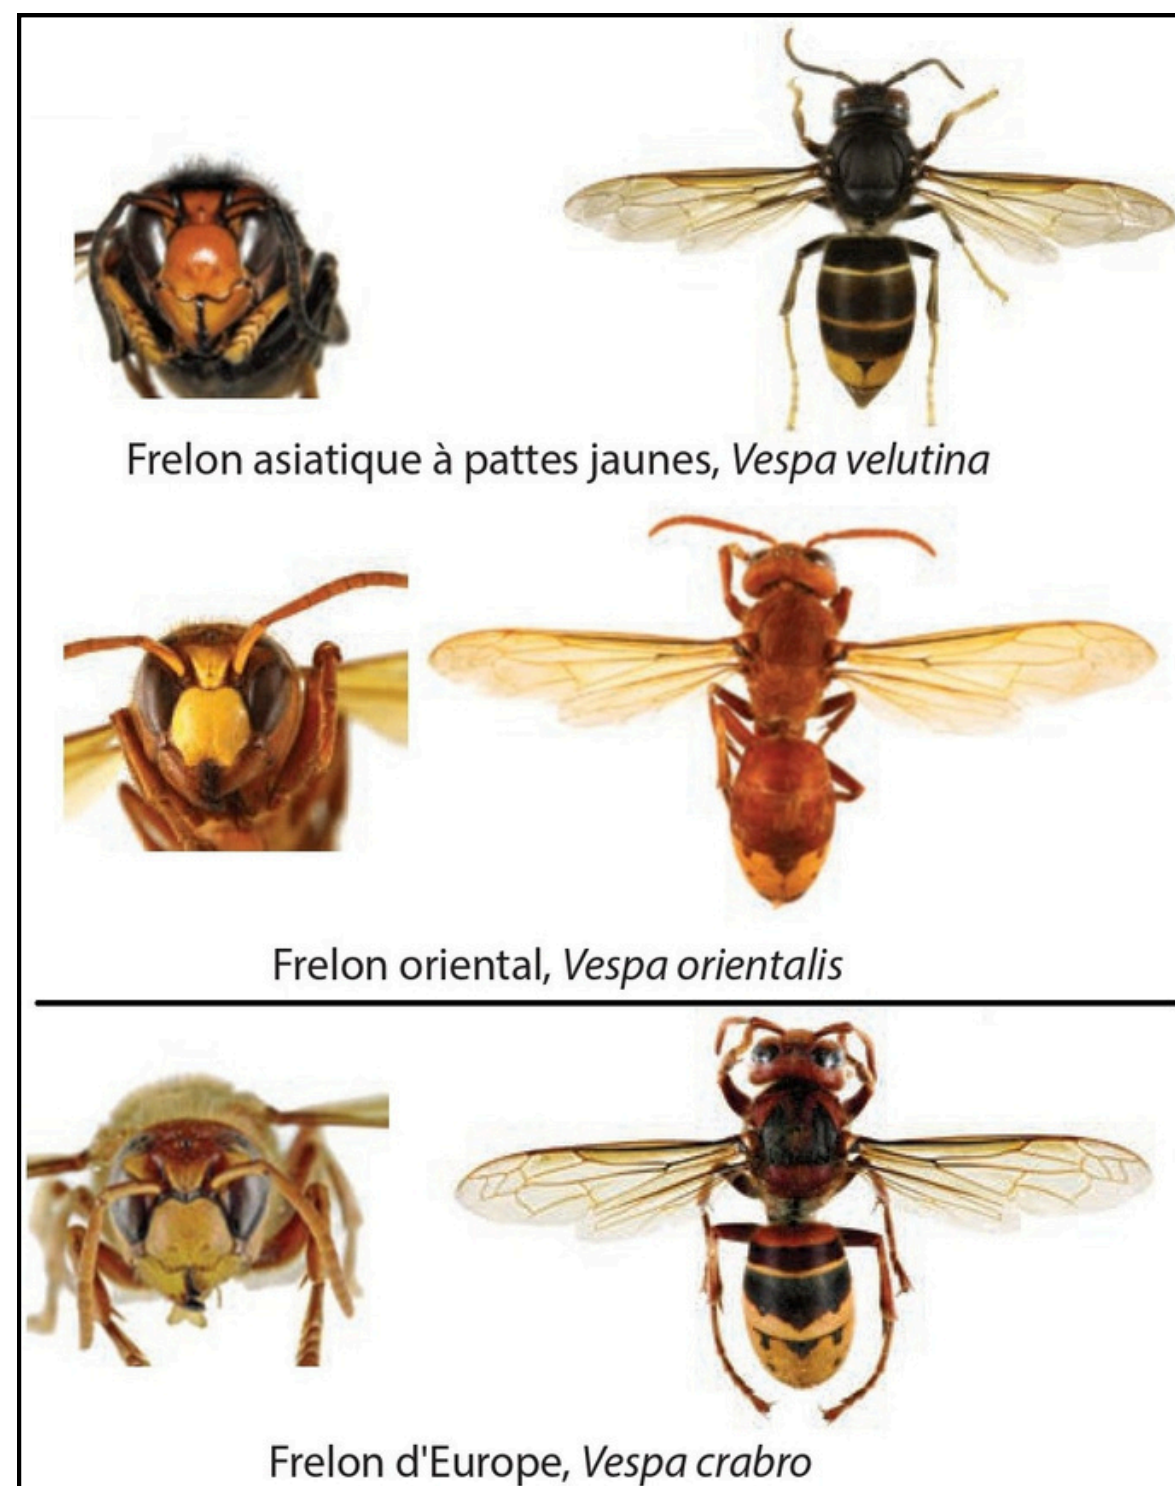 Frelon asiatique à pattes jaunes, Vespa velutina
Frelon oriental, Vespa orientalis
Frelon d'Europe, Vespa crabro